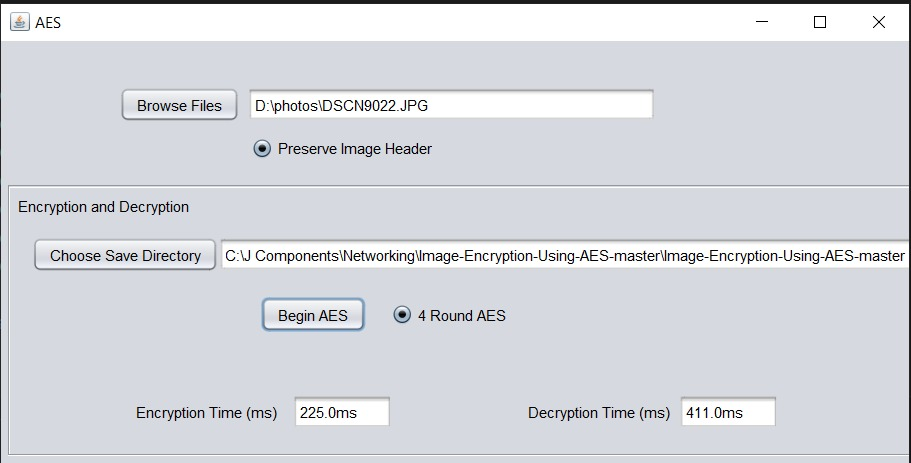 AES
Browse Files D:\photos\DSCN9022.JPG
Preserve Image Header
Encryption and Decryption
Choose Save Directory C:\J Components\Networking\Image-Encryption-Using-AES-master\Image-Encryption-Using-AES-master
Begin AES 4 Round AES
Encryption Time (ms) 225.0ms Decryption Time (ms) 411.0ms